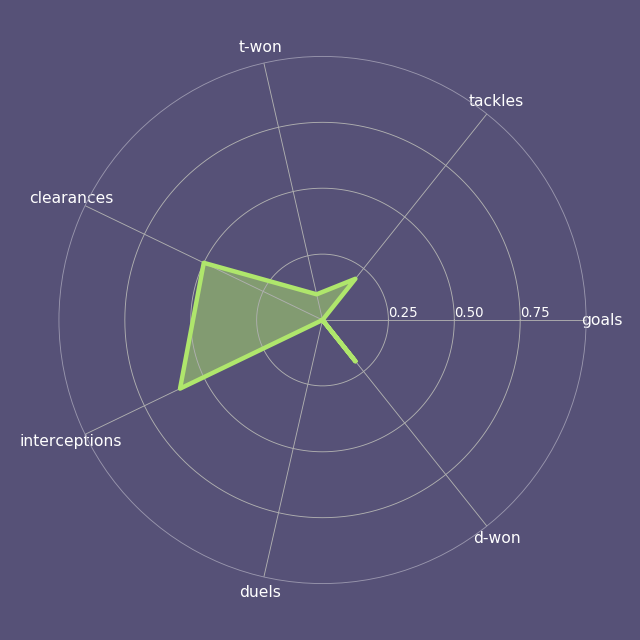 t-won
tackles
clearances
0.25 0.50 0.75 goals
interceptions
d-won
duels